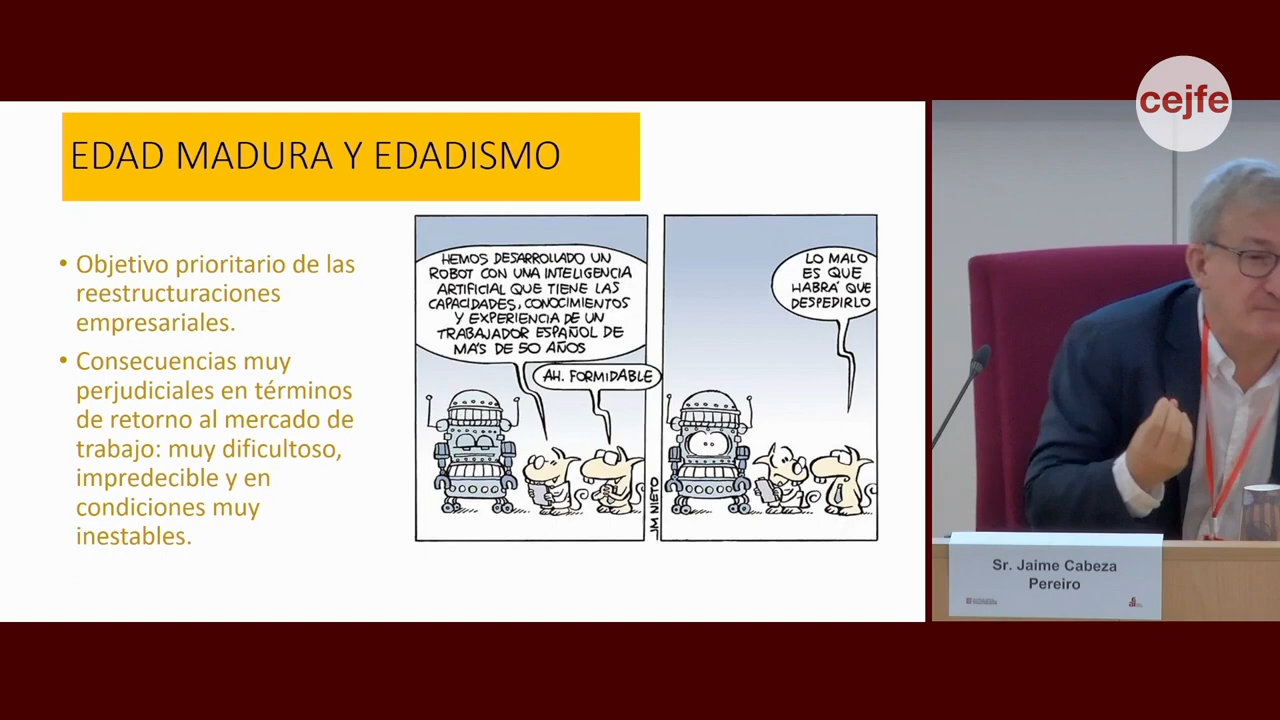 cejfe
EDAD MADURA Y EDADISMO
• Objetivo prioritario de las
reestructuraciones
empresariales.
• Consecuencias muy
perjudiciales en términos
de retorno al mercado de
trabajo: muy dificultoso,
impredecible y en
condiciones muy
inestables.
HEMOS DESARROLLADO UN
ROBOT CON UNA INTELIGENCIA
ARTIFICIAL QUE TIENE LAS
CAPACIDADES, CONOCIMIENTOS
Y EXPERIENCIA DE UN
TRABAJADOR ESPAÑOL DE
MÁS DE 50 AÑOS
AH. FORMIDABLE
LO MALO
ES QUE
HABRÁ QUE
DESPEDIRLO
JM NIETO
Sr. Jaime Cabeza
Pereiro